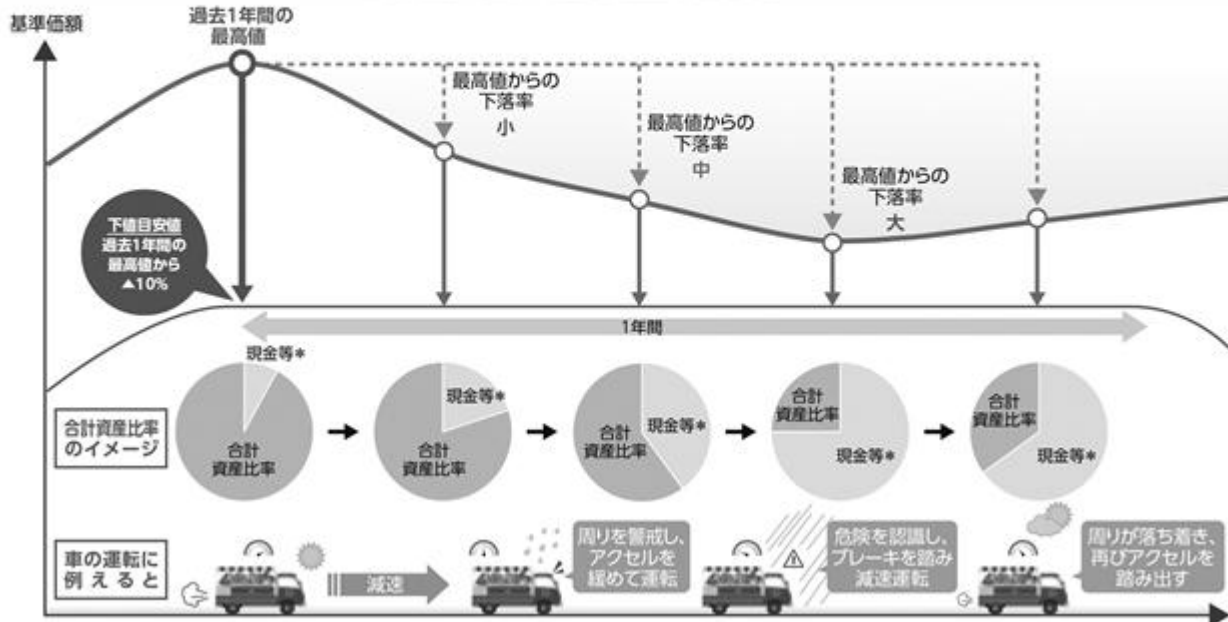 基準価額
過去1年間の
最高値
最高値からの
下落率
小
最高値からの
下落率
中
最高値からの
下落率
大
下値目安値
過去1年間の
最高値から
▲10%
1年間
合計資産比率
のイメージ
現金等*
合計
資産比率
現金等*
合計
資産比率
現金等*
合計
資産比率
合計
資産比率
現金等*
合計
資産比率
現金等*
車の運転に
例えると
減速
周りを警戒し、
アクセルを
緩めて運転
危険を認識し、
ブレーキを踏み
減速運転
周りが落ち着き、
再びアクセルを
踏み出す